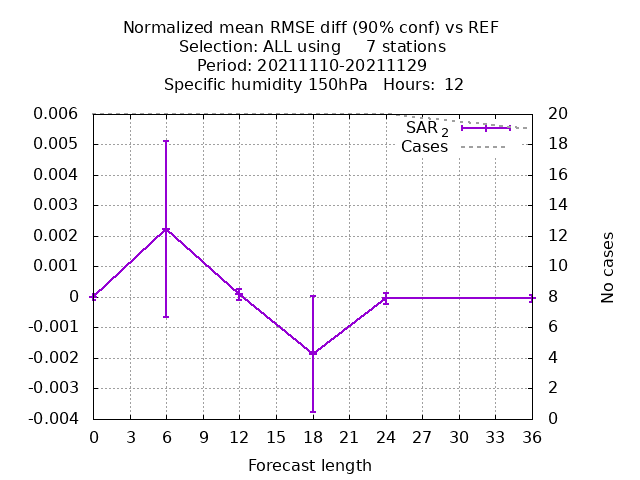 Normalized mean RMSE diff (90% conf) vs REF
Selection: ALL using 7 stations
Period: 20211110-20211129
Specific humidity 150hPa Hours: 12
0.006
0.005
0.004
0.003
0.002
0.001
0
-0.001
-0.002
-0.003
-0.004
SAR 2
Cases
20
18
16
14
12
10
8
6
4
2
0
No cases
0 3 6 9 12 15 18 21 24 27 30 33 36
Forecast length